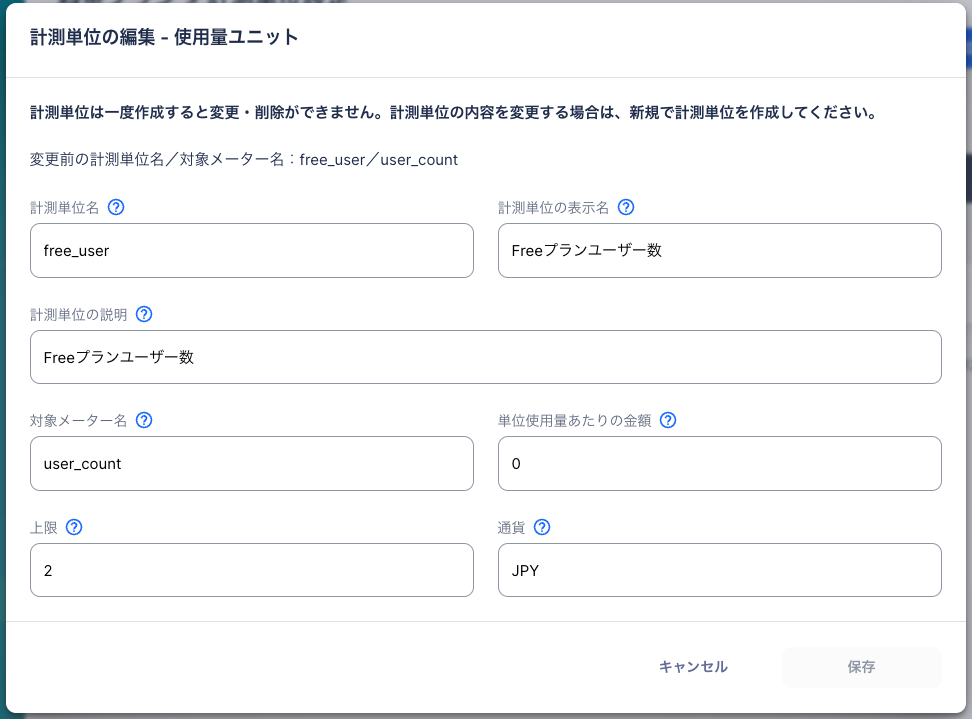 計測単位の編集 - 使用量ユニット
計測単位は一度作成すると変更・削除ができません。計測単位の内容を変更する場合は、新規で計測単位を作成してください。
変更前の計測単位名／対象メーター名：free_user／user_count
計測単位名
計測単位の表示名
free_user
Freeプランユーザー数
計測単位の説明
Freeプランユーザー数
対象メーター名
単位使用量あたりの金額
user_count
0
上限
通貨
2
JPY
キャンセル
保存